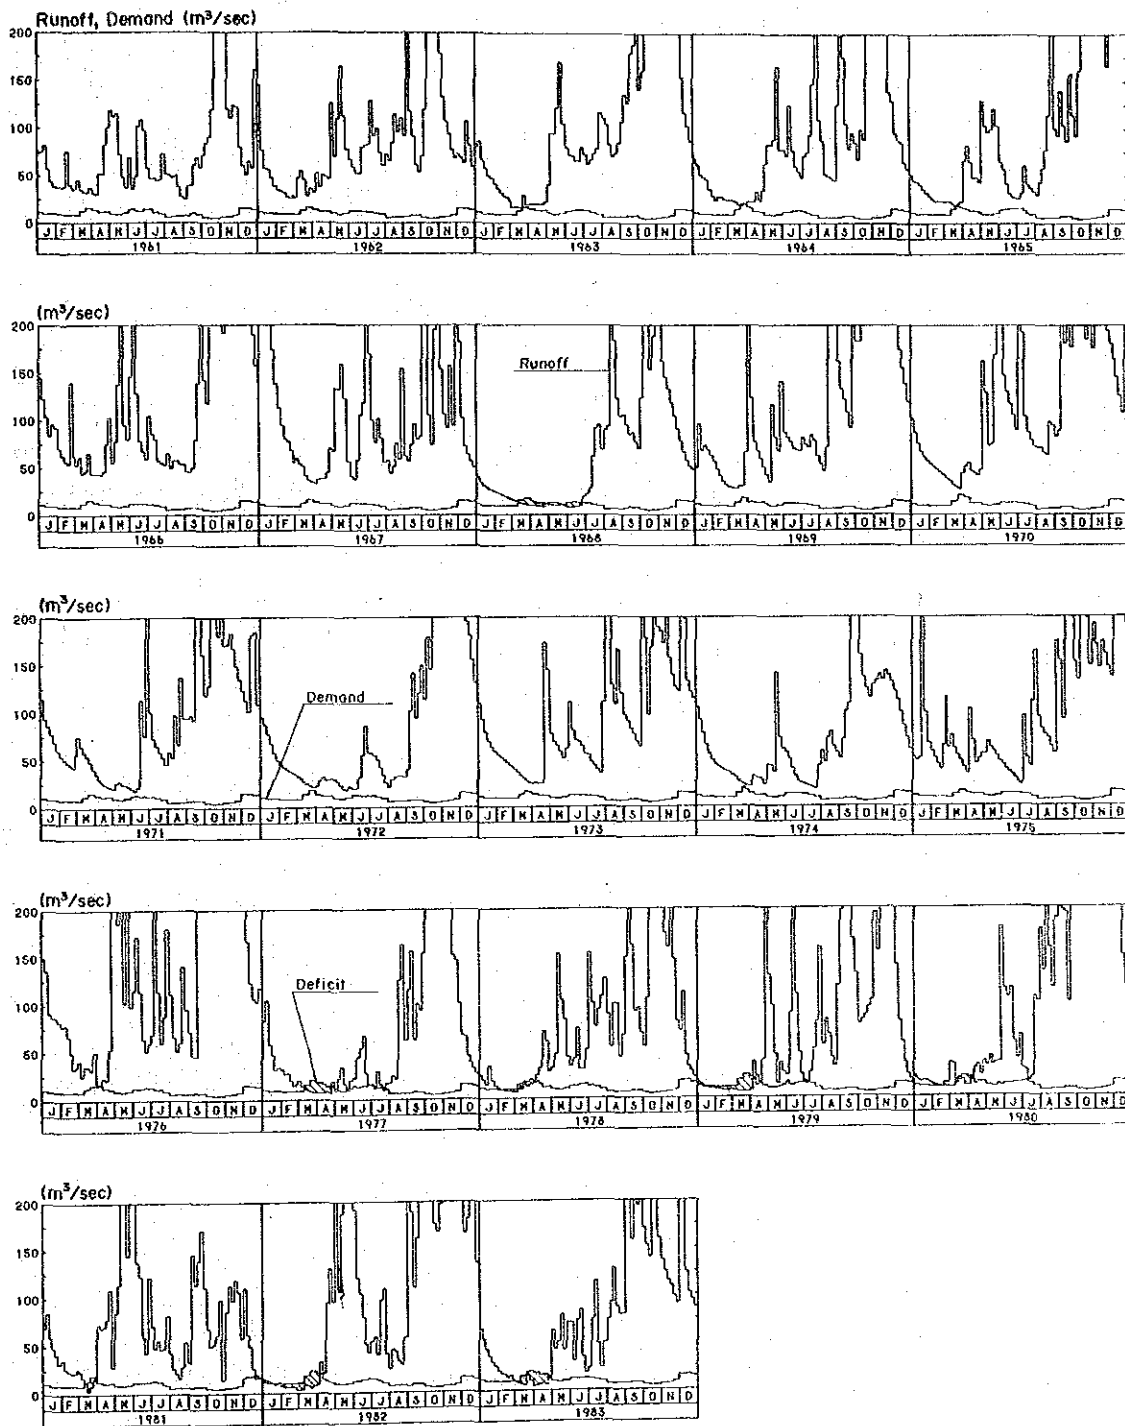 Runoff, Demand (m³/sec)
200
150
100
50
0
J F M A M J J A S O N D J F M A M J J A S O N D J F M A M J J A S O N D J F M A M J J A S O N D J F M A M J J A S O N D
1961 1962 1963 1964 1965
(m³/sec)
200
Runoff
150
100
50
0
J F M A M J J A S O N D J F M A M J J A S O N D J F M A M J J A S O N D J F M A M J J A S O N D J F M A M J J A S O N D
1966 1967 1968 1969 1970
(m³/sec)
200
150
Demand
100
50
0
J F M A M J J A S O N D J F M A M J J A S O N D J F M A M J J A S O N D J F M A M J J A S O N D J F M A M J J A S O N D
1971 1972 1973 1974 1975
(m³/sec)
200
150
Deficit
100
50
0
J F M A M J J A S O N D J F M A M J J A S O N D J F M A M J J A S O N D J F M A M J J A S O N D J F M A M J J A S O N D
1976 1977 1978 1979 1980
(m³/sec)
200
150
100
50
0
J F M A M J J A S O N D J F M A M J J A S O N D J F M A M J J A S O N D
1981 1982 1983